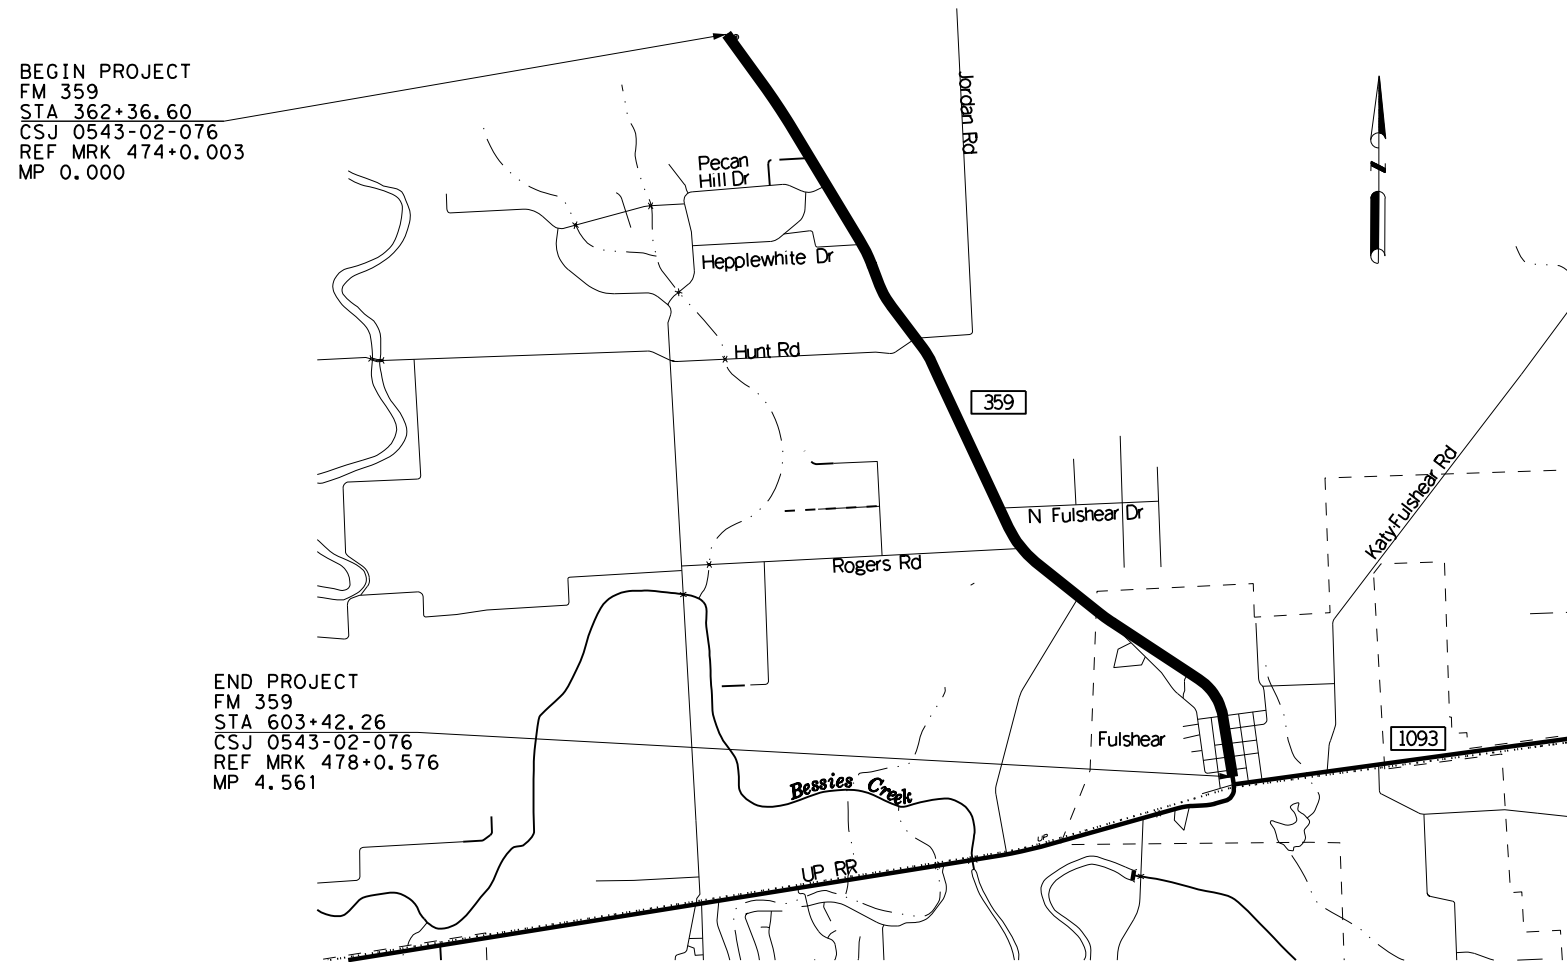 BEGIN PROJECT
FM 359
STA 362+36.60
CSJ 0543-02-076
REF MRK 474+0.003
MP 0.000
Jordan Rd
Pecan
Hill Dr
Hepplewhite Dr
Hunt Rd
359
Katy-Fulshear Rd
N Fulshear Dr
Rogers Rd
END PROJECT
FM 359
STA 603+42.26
CSJ 0543-02-076
REF MRK 478+0.576
MP 4.561
Fulshear
1093
Bessies Creek
UP
UP RR